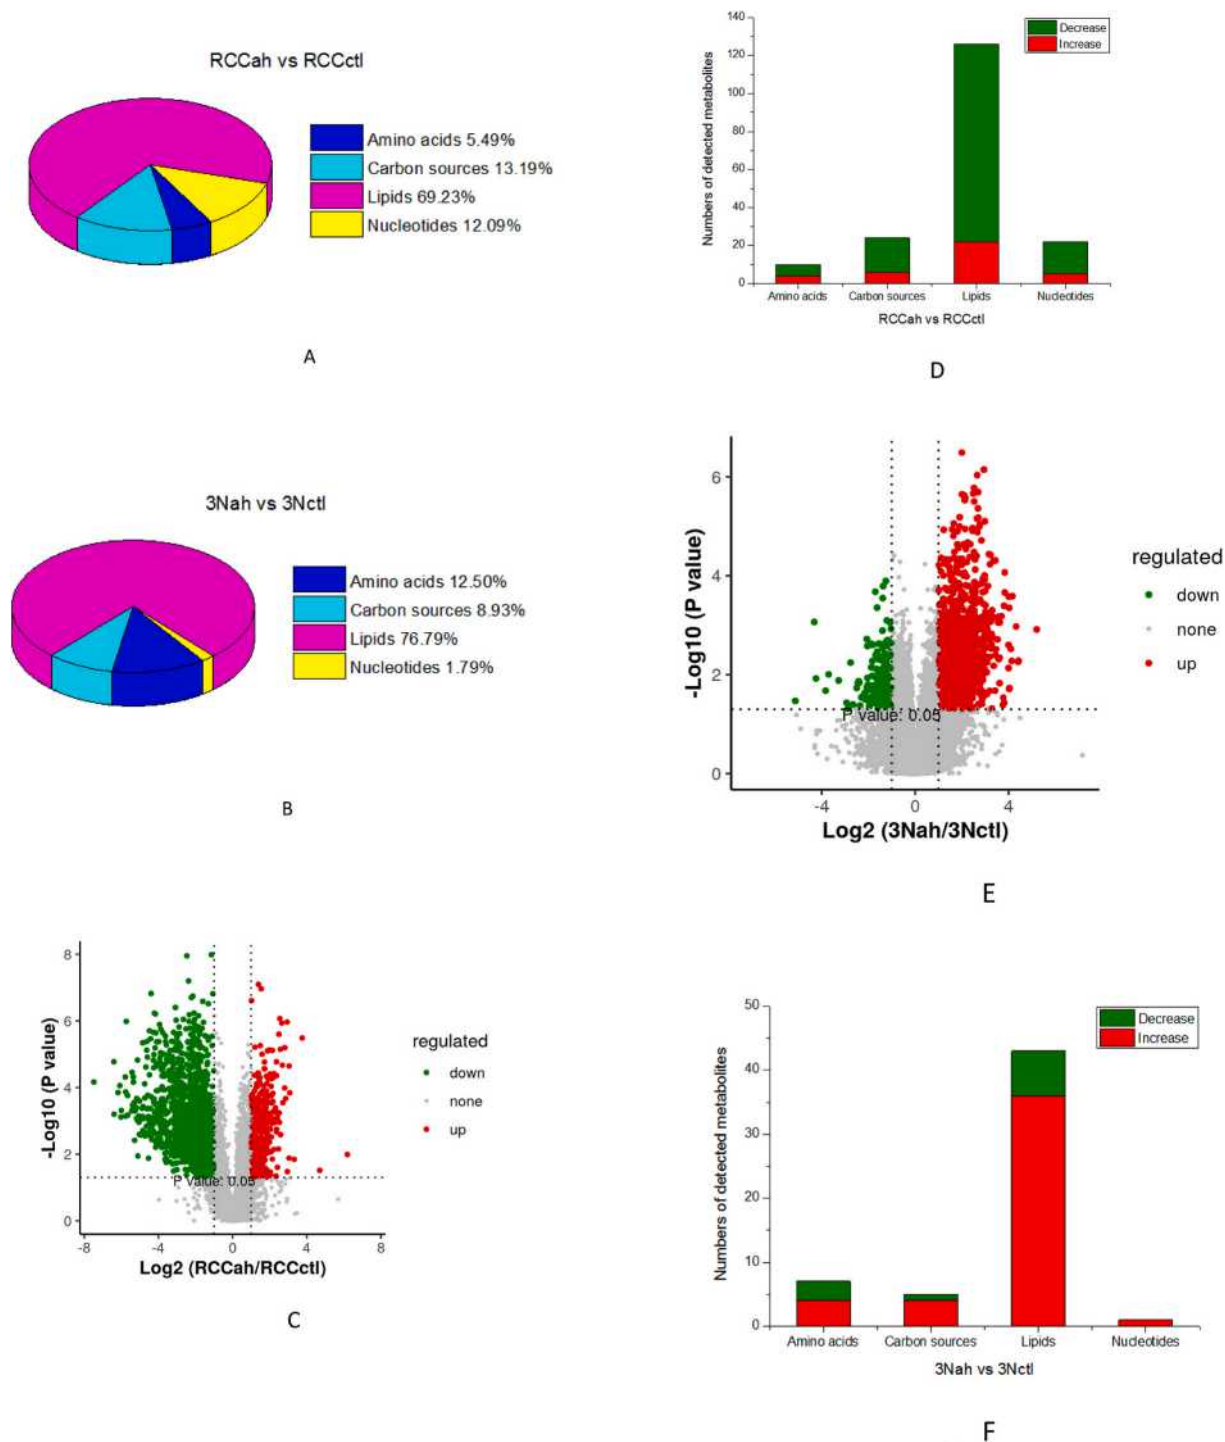 RCCah vs RCCctl
Amino acids 5.49%
Carbon sources 13.19%
Lipids 69.23%
Nucleotides 12.09%
A
3Nah vs 3Nctl
Amino acids 12.50%
Carbon sources 8.93%
Lipids 76.79%
Nucleotides 1.79%
B
-Log10 (P value)
8
6
4
2
0
P value: 0.05
-8 -4 0 4 8
Log2 (RCCah/RCCctl)
regulated
down
none
up
C
Numbers of detected metabolites
140
120
100
80
60
40
20
0
Decrease
Increase
Amino acids Carbon sources Lipids Nucleotides
RCCah vs RCCctl
D
-Log10 (P value)
6
4
2
0
P value: 0.05
-4 0 4
Log2 (3Nah/3Nctl)
regulated
down
none
up
E
Numbers of detected metabolites
50
40
30
20
10
0
Decrease
Increase
Amino acids Carbon sources Lipids Nucleotides
3Nah vs 3Nctl
F